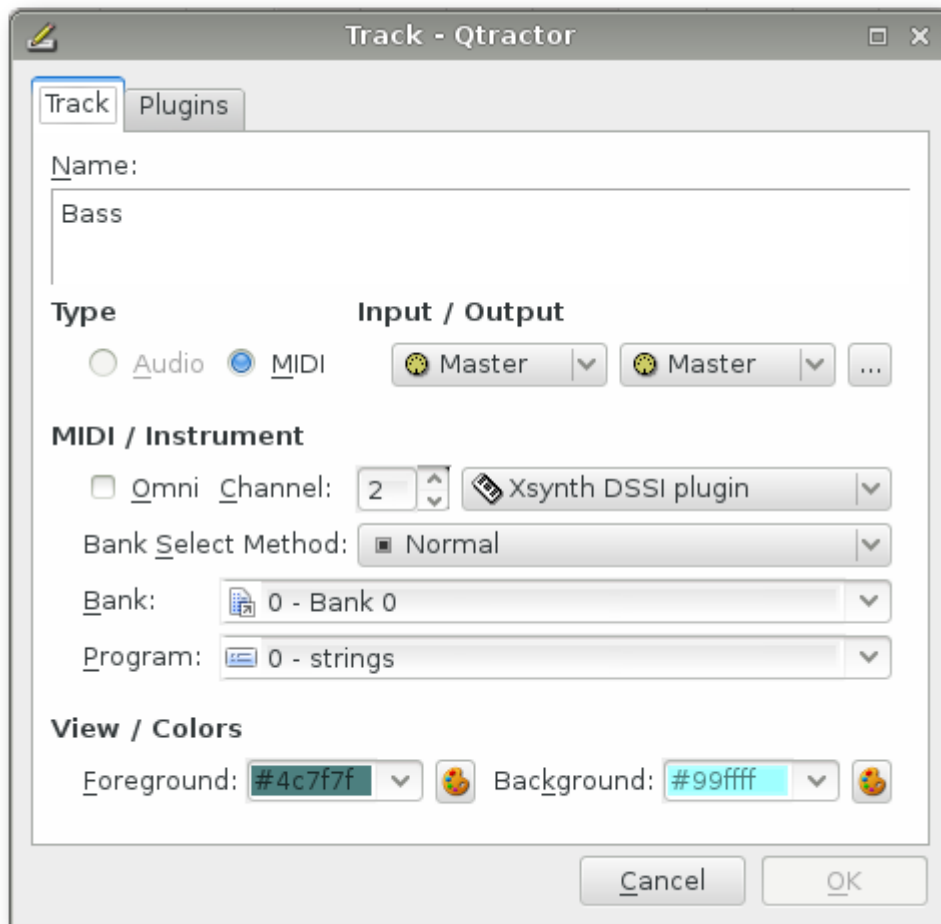 Track - Qtractor
Track Plugins
Name:
Bass
Type Input / Output
Audio MIDI Master Master ...
MIDI / Instrument
Omni Channel: 2 Xsynth DSSI plugin
Bank Select Method: Normal
Bank: 0 - Bank 0
Program: 0 - strings
View / Colors
Foreground: #4c7f7f Background: #99ffff
Cancel OK